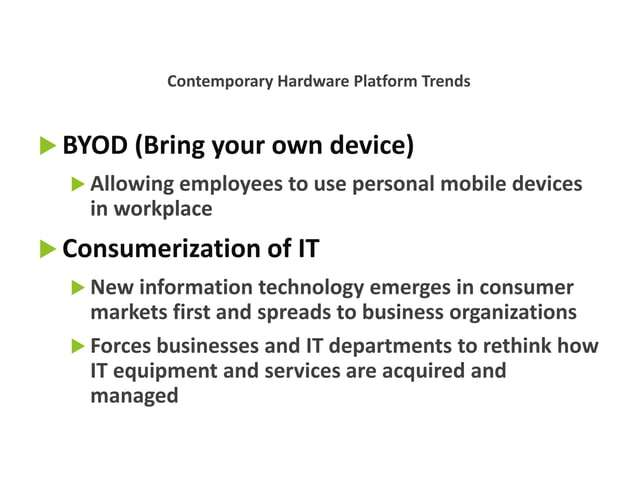 Contemporary Hardware Platform Trends
BYOD (Bring your own device)
Allowing employees to use personal mobile devices
in workplace
Consumerization of IT
New information technology emerges in consumer
markets first and spreads to business organizations
Forces businesses and IT departments to rethink how
IT equipment and services are acquired and
managed